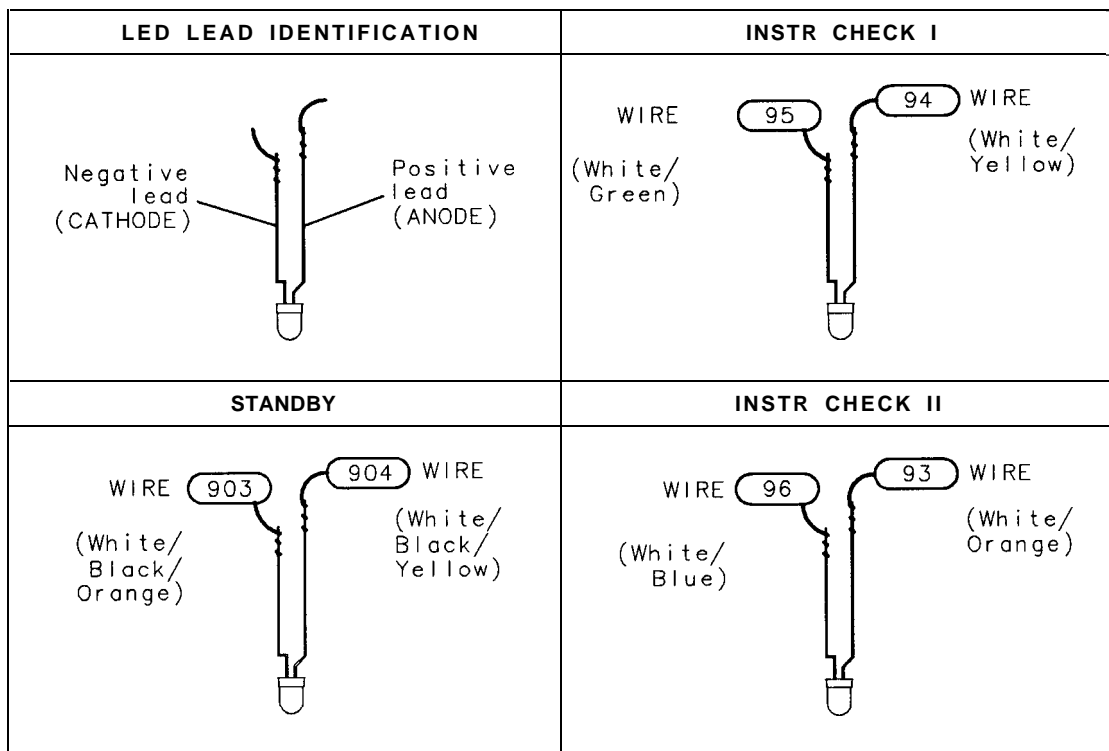 LED LEAD IDENTIFICATION
Negative
lead
(CATHODE)
Positive
lead
(ANODE)
INSTR CHECK I
WIRE
95
(White/
Green)
94
WIRE
(White/
Yellow)
STANDBY
WIRE
903
(White/
Black/
Orange)
904
WIRE
(White/
Black/
Yellow)
INSTR CHECK II
WIRE
96
(White/
Blue)
93
WIRE
(White/
Orange)